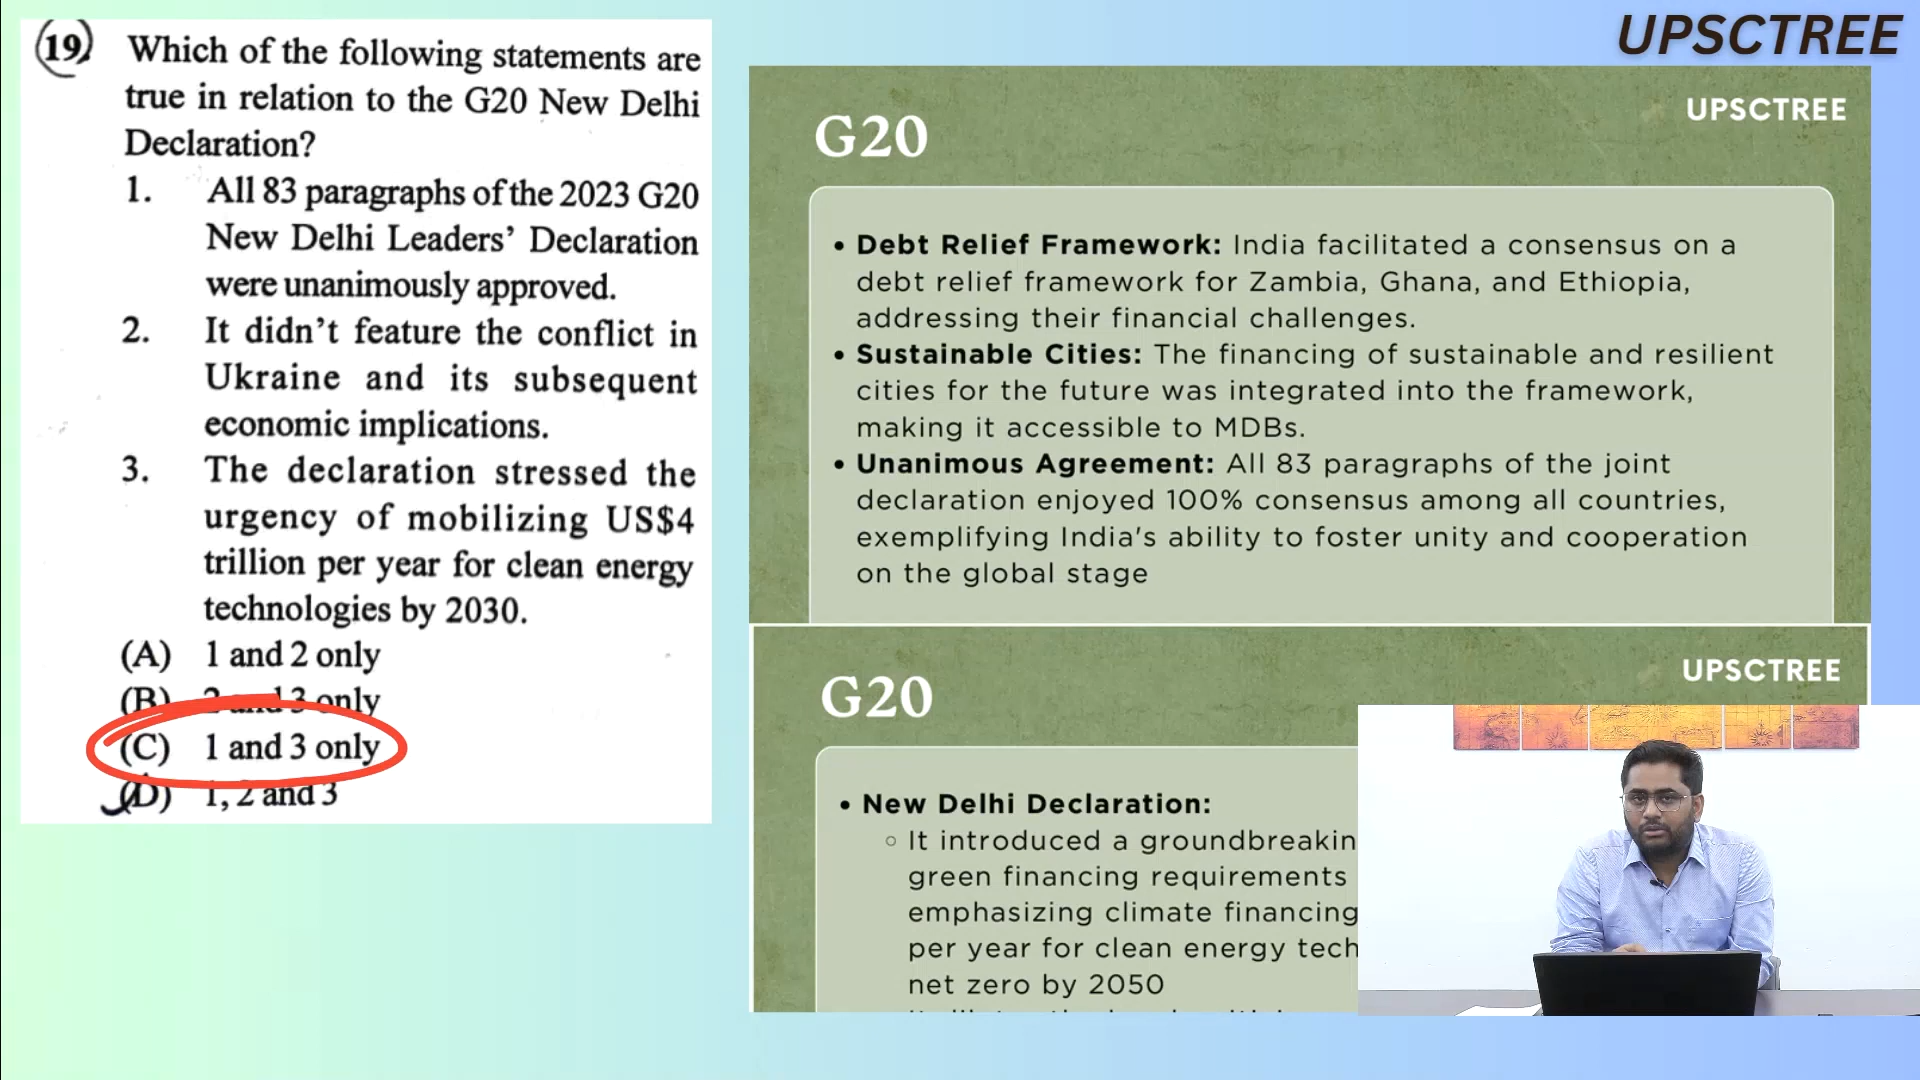 UPSCTREE
19. Which of the following statements are
true in relation to the G20 New Delhi
Declaration?
1. All 83 paragraphs of the 2023 G20
New Delhi Leaders' Declaration
were unanimously approved.
2. It didn't feature the conflict in
Ukraine and its subsequent
economic implications.
3. The declaration stressed the
urgency of mobilizing US$4
trillion per year for clean energy
technologies by 2030.
(A) 1 and 2 only
(B) 2 and 3 only
(C) 1 and 3 only
(D) 1, 2 and 3
UPSCTREE
G20
• Debt Relief Framework: India facilitated a consensus on a
debt relief framework for Zambia, Ghana, and Ethiopia,
addressing their financial challenges.
• Sustainable Cities: The financing of sustainable and resilient
cities for the future was integrated into the framework,
making it accessible to MDBs.
• Unanimous Agreement: All 83 paragraphs of the joint
declaration enjoyed 100% consensus among all countries,
exemplifying India's ability to foster unity and cooperation
on the global stage
UPSCTREE
G20
• New Delhi Declaration:
○ It introduced a groundbreakin
green financing requirements
emphasizing climate financing
per year for clean energy tech
net zero by 2050